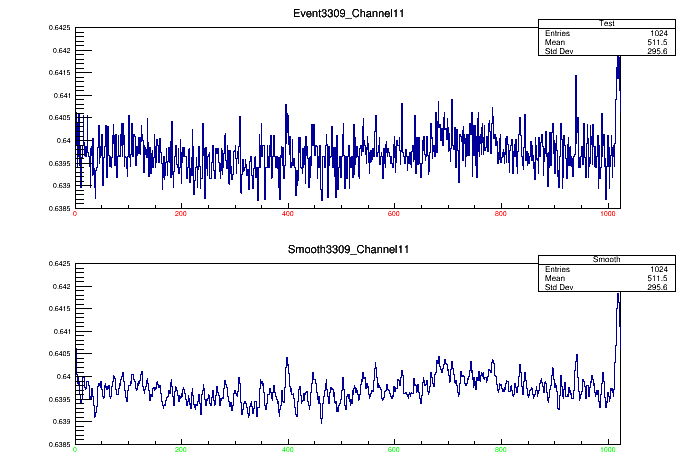 Event3309_Channel11
Test
Entries 1024
Mean 511.5
Std Dev 295.6
0.6425
0.642
0.6415
0.641
0.6405
0.64
0.6395
0.639
0.6385
0 200 400 600 800 1000
Smooth3309_Channel11
Smooth
Entries 1024
Mean 511.5
Std Dev 295.6
0.6425
0.642
0.6415
0.641
0.6405
0.64
0.6395
0.639
0.6385
0 200 400 600 800 1000